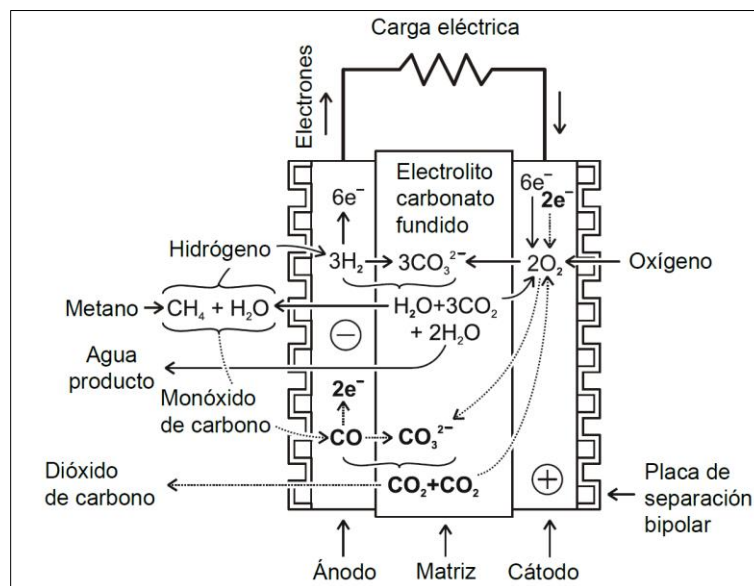 Carga eléctrica
Electrones
Electrolito
carbonato
fundido
6e⁻
6e⁻
2e⁻
Hidrógeno
3H₂
3CO₃²⁻
2O₂
Oxígeno
Metano
CH₄ + H₂O
H₂O+3CO₂
+ 2H₂O
Agua
producto
Monóxido
de carbono
2e⁻
CO
CO₃²⁻
Dióxido
de carbono
CO₂+CO₂
Placa de
separación
bipolar
Ánodo
Matriz
Cátodo